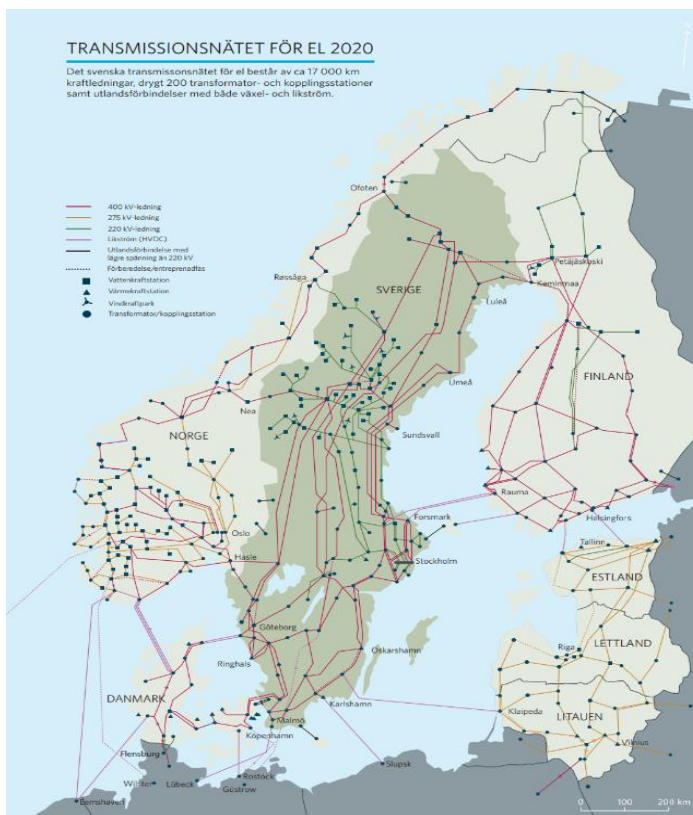 TRANSMISSIONSNÄTET FÖR EL 2020
Det svenska transmissonsnätet för el består av ca 17 000 km
kraftledningar, drygt 200 transformator- och kopplingsstationer
samt utlandsförbindelser med både växel- och likström.
400 kV-ledning
275 kV-ledning
220 kV-ledning
Likström (HVDC)
Utlandsförbindelse med
lägre spänning än 220 kV
Förberedelse/entreprenadfas
Vattenkraftstation
Värmekraftstation
Vindkraftpark
Transformator/kopplingsstation
Ofoten
Røssåga
SVERIGE
Petäjäskoski
Keminmaa
Luleå
FINLAND
Umeå
Nea
NORGE
Sundsvall
Rauma
Forsmark
Helsingfors
Oslo
Hasle
Tallinn
Stockholm
ESTLAND
Göteborg
Oskarshamn
Riga
LETTLAND
Ringhals
DANMARK
Karlshamn
Klaipeda
LITAUEN
Malmö
Köpenhamn
Vilnius
Flensburg
Slupsk
Rostock
Lübeck
Güstrow
0 100 200 km